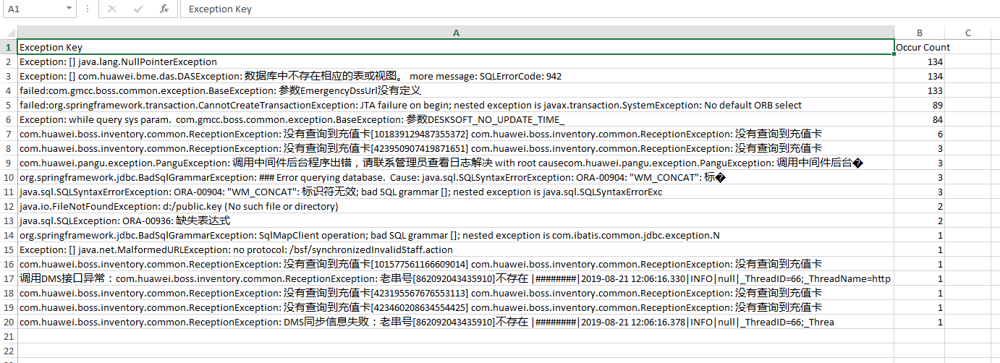 A1 fx Exception Key
A B C
1 Exception Key Occur Count
2 Exception: [] java.lang.NullPointerException 134
3 Exception: [] com.huawei.bme.das.DASException: 数据库中不存在相应的表或视图。 more message: SQLErrorCode: 942 134
4 failed:com.gmcc.boss.common.exception.BaseException: 参数EmergencyDssUrl没有定义 133
5 failed:org.springframework.transaction.CannotCreateTransactionException: JTA failure on begin; nested exception is javax.transaction.SystemException: No default ORB select 89
6 Exception: while query sys param. com.gmcc.boss.common.exception.BaseException: 参数DESKSOFT_NO_UPDATE_TIME_ 84
7 com.huawei.boss.inventory.common.ReceptionException: 没有查询到充值卡[101839129487355372] com.huawei.boss.inventory.common.ReceptionException: 没有查询到充值卡 6
8 com.huawei.boss.inventory.common.ReceptionException: 没有查询到充值卡[423950907419871651] com.huawei.boss.inventory.common.ReceptionException: 没有查询到充值卡 3
9 com.huawei.pangu.exception.PanguException: 调用中间件后台程序出错，请联系管理员查看日志解决 with root causecom.huawei.pangu.exception.PanguException: 调用中间件后台� 3
10 org.springframework.jdbc.BadSqlGrammarException: ### Error querying database. Cause: java.sql.SQLSyntaxErrorException: ORA-00904: "WM_CONCAT": 标� 3
11 java.sql.SQLSyntaxErrorException: ORA-00904: "WM_CONCAT": 标识符无效; bad SQL grammar []; nested exception is java.sql.SQLSyntaxErrorExc 3
12 java.io.FileNotFoundException: d:/public.key (No such file or directory) 2
13 java.sql.SQLException: ORA-00936: 缺失表达式 2
14 org.springframework.jdbc.BadSqlGrammarException: SqlMapClient operation; bad SQL grammar []; nested exception is com.ibatis.common.jdbc.exception.N 1
15 Exception: [] java.net.MalformedURLException: no protocol: /bsf/synchronizedInvalidStaff.action 1
16 com.huawei.boss.inventory.common.ReceptionException: 没有查询到充值卡[101577561166609014] com.huawei.boss.inventory.common.ReceptionException: 没有查询到充值卡 1
17 调用DMS接口异常：com.huawei.boss.inventory.common.ReceptionException: 老串号[862092043435910]不存在 |########|2019-08-21 12:06:16.330|INFO|null|_ThreadID=66;_ThreadName=http 1
18 com.huawei.boss.inventory.common.ReceptionException: 没有查询到充值卡[423195567676553113] com.huawei.boss.inventory.common.ReceptionException: 没有查询到充值卡 1
19 com.huawei.boss.inventory.common.ReceptionException: 没有查询到充值卡[423460208634554425] com.huawei.boss.inventory.common.ReceptionException: 没有查询到充值卡 1
20 com.huawei.boss.inventory.common.ReceptionException: DMS同步信息失败：老串号[862092043435910]不存在 |########|2019-08-21 12:06:16.378|INFO|null|_ThreadID=66;_Threa 1
21
22